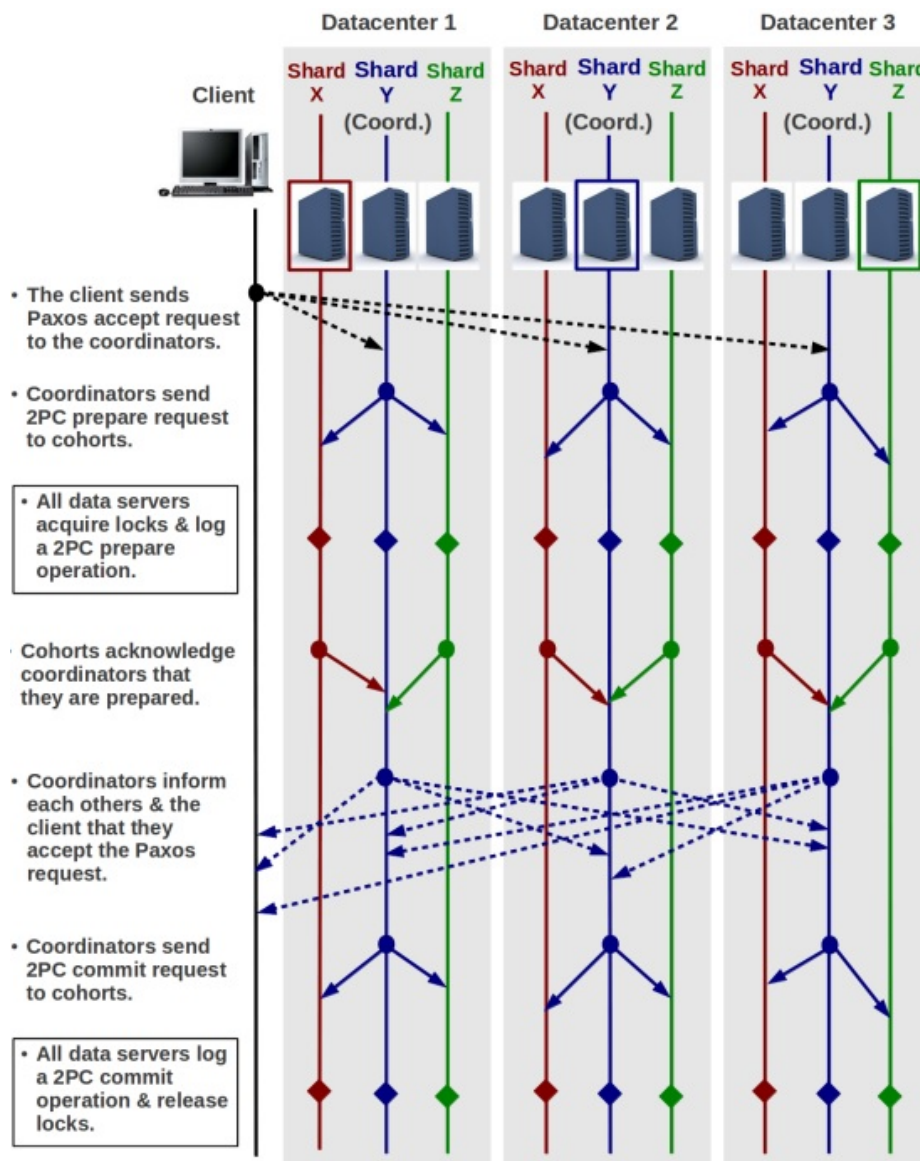 Datacenter 1
Datacenter 2
Datacenter 3
Client
Shard X
Shard Y
Shard Z
(Coord.)
Shard X
Shard Y
Shard Z
(Coord.)
Shard X
Shard Y
Shard Z
(Coord.)
• The client sends
Paxos accept request
to the coordinators.
• Coordinators send
2PC prepare request
to cohorts.
• All data servers
acquire locks & log
a 2PC prepare
operation.
• Cohorts acknowledge
coordinators that
they are prepared.
• Coordinators inform
each others & the
client that they
accept the Paxos
request.
• Coordinators send
2PC commit request
to cohorts.
• All data servers log
a 2PC commit
operation & release
locks.